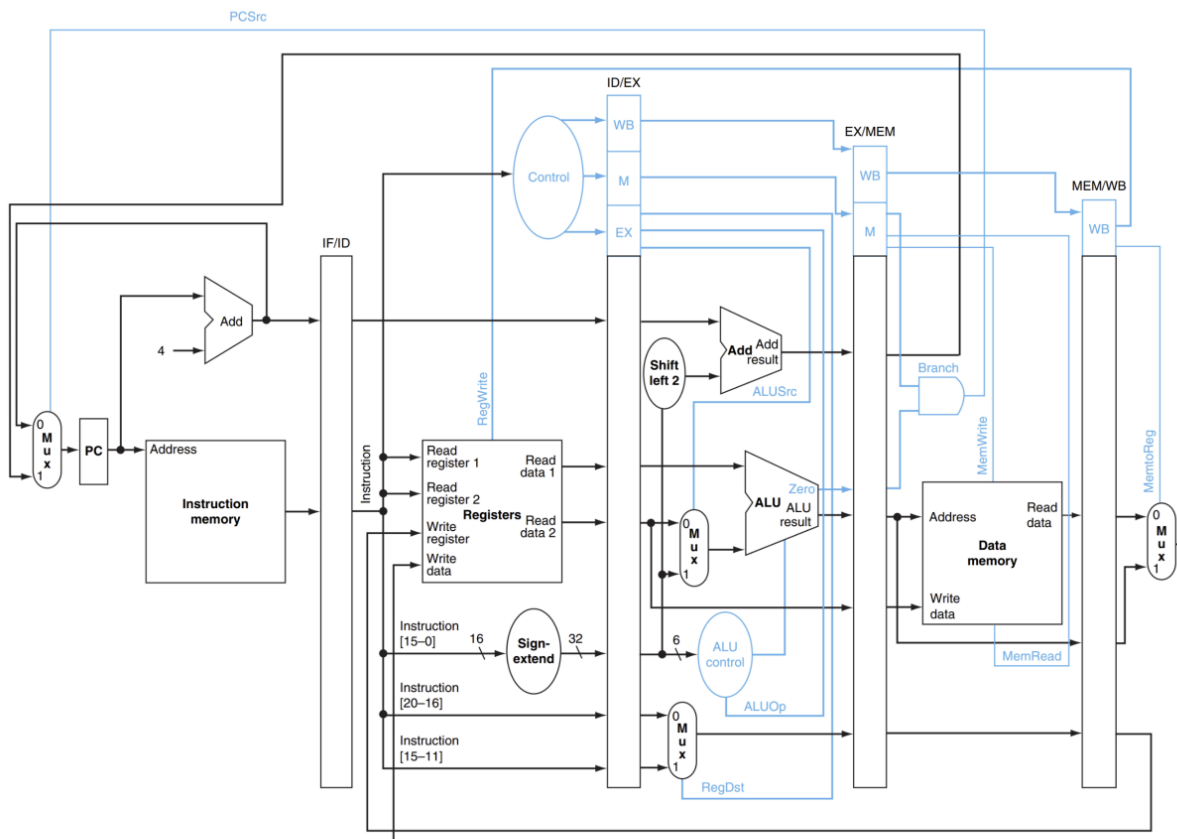 PCSrc
ID/EX
WB
EX/MEM
Control
M
WB
MEM/WB
EX
M
WB
IF/ID
Add
4
Add
Add
result
Shift
left 2
ALUSrc
Branch
RegWrite
MemWrite
MemtoReg
0
M
u
x
1
PC
Address
Instruction
memory
Instruction
Read
register 1
Read
data 1
Read
register 2
Registers
Read
data 2
Write
register
Write
data
0
M
u
x
1
Zero
ALU
ALU
result
Address
Read
data
Data
memory
Write
data
0
M
u
x
1
Instruction
[15–0]
16
Sign-
extend
32
6
ALU
control
MemRead
Instruction
[20–16]
ALUOp
0
M
u
x
1
Instruction
[15–11]
RegDst